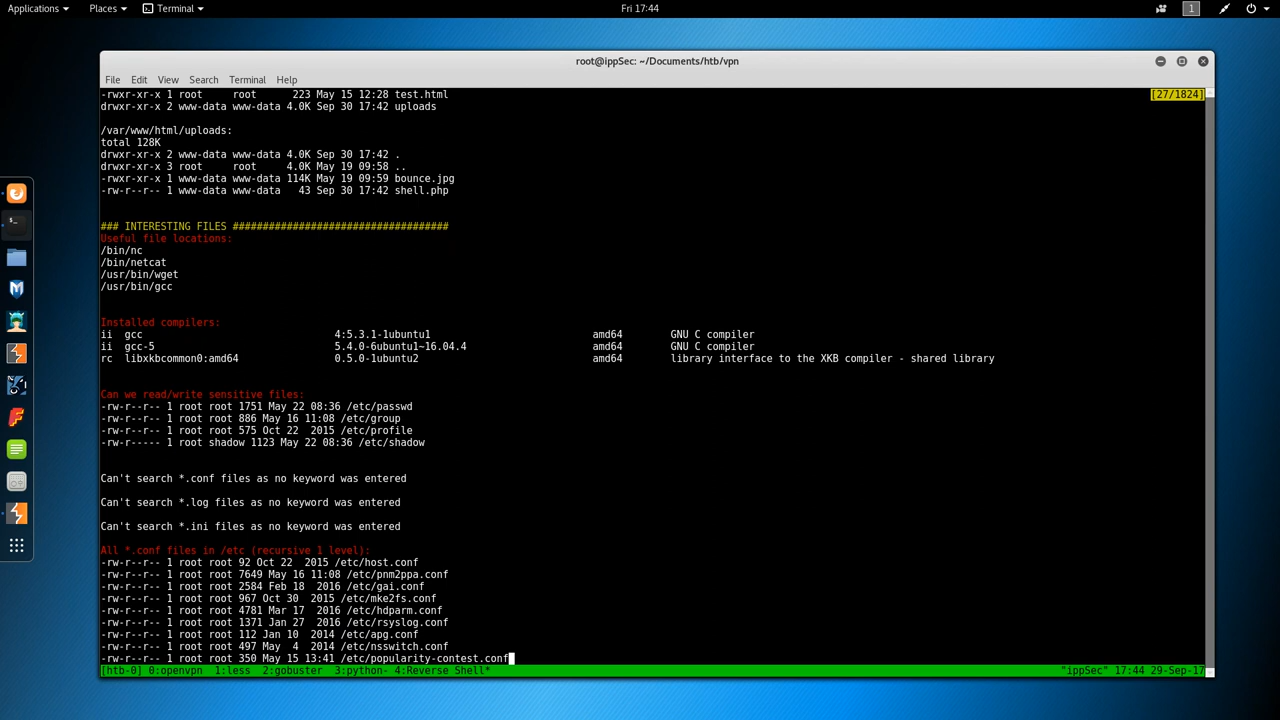 Applications Places Terminal Fri 17:44 1
root@ippSec: ~/Documents/htb/vpn
File Edit View Search Terminal Help
-rwxr-xr-x 1 root     root      223 May 15 12:28 test.html [27/1824]
drwxr-xr-x 2 www-data www-data 4.0K Sep 30 17:42 uploads
/var/www/html/uploads:
total 128K
drwxr-xr-x 2 www-data www-data 4.0K Sep 30 17:42 .
drwxr-xr-x 3 root     root     4.0K May 19 09:58 ..
-rwxr-xr-x 1 www-data www-data 114K May 19 09:59 bounce.jpg
-rw-r--r-- 1 www-data www-data   43 Sep 30 17:42 shell.php
### INTERESTING FILES ####################################
Useful file locations:
/bin/nc
/bin/netcat
/usr/bin/wget
/usr/bin/gcc
Installed compilers:
ii  gcc                                4:5.3.1-1ubuntu1                           amd64        GNU C compiler
ii  gcc-5                              5.4.0-6ubuntu1~16.04.4                     amd64        GNU C compiler
rc  libxkbcommon0:amd64                0.5.0-1ubuntu2                             amd64        library interface to the XKB compiler - shared library
Can we read/write sensitive files:
-rw-r--r-- 1 root root 1751 May 22 08:36 /etc/passwd
-rw-r--r-- 1 root root 886 May 16 11:08 /etc/group
-rw-r--r-- 1 root root 575 Oct 22  2015 /etc/profile
-rw-r----- 1 root shadow 1123 May 22 08:36 /etc/shadow
Can't search *.conf files as no keyword was entered
Can't search *.log files as no keyword was entered
Can't search *.ini files as no keyword was entered
All *.conf files in /etc (recursive 1 level):
-rw-r--r-- 1 root root 92 Oct 22  2015 /etc/host.conf
-rw-r--r-- 1 root root 7649 May 16 11:08 /etc/pnm2ppa.conf
-rw-r--r-- 1 root root 2584 Feb 18  2016 /etc/gai.conf
-rw-r--r-- 1 root root 967 Oct 30  2015 /etc/mke2fs.conf
-rw-r--r-- 1 root root 4781 Mar 17  2016 /etc/hdparm.conf
-rw-r--r-- 1 root root 1371 Jan 27  2016 /etc/rsyslog.conf
-rw-r--r-- 1 root root 112 Jan 10  2014 /etc/apg.conf
-rw-r--r-- 1 root root 497 May  4  2014 /etc/nsswitch.conf
-rw-r--r-- 1 root root 350 May 15 13:41 /etc/popularity-contest.conf
[htb-0] 0:openvpn  1:less  2:gobuster  3:python- 4:Reverse Shell* "ippSec" 17:44 29-Sep-17